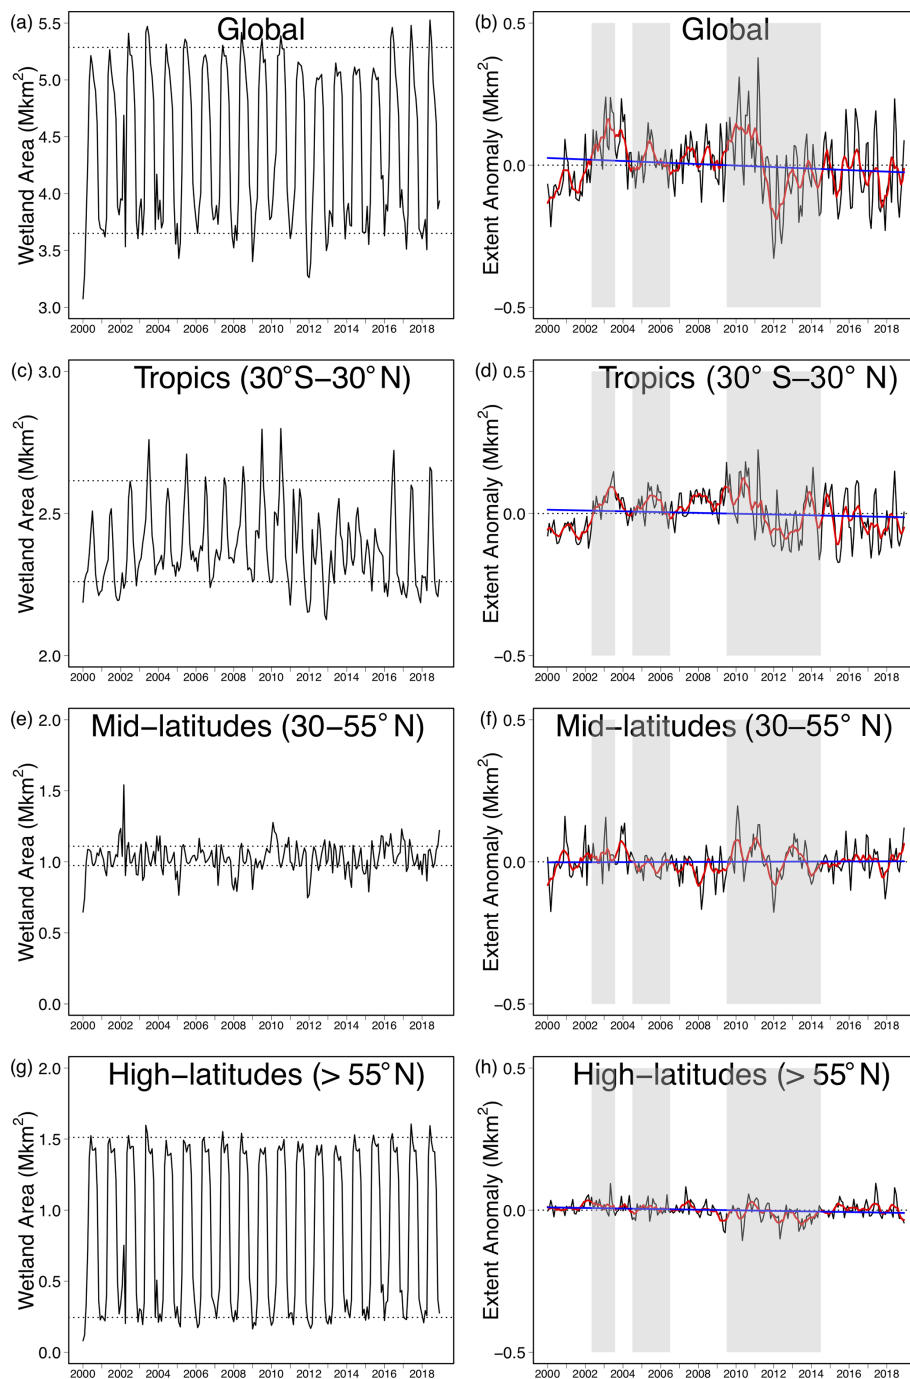 (a)
Global
Wetland Area (Mkm²)
5.5
5.0
4.5
4.0
3.5
3.0
2000 2002 2004 2006 2008 2010 2012 2014 2016 2018
(b)
Global
Extent Anomaly (Mkm²)
0.5
0.0
−0.5
2000 2002 2004 2006 2008 2010 2012 2014 2016 2018
(c)
Tropics (30°S−30°N)
Wetland Area (Mkm²)
3.0
2.5
2.0
2000 2002 2004 2006 2008 2010 2012 2014 2016 2018
(d)
Tropics (30° S−30° N)
Extent Anomaly (Mkm²)
0.5
0.0
−0.5
2000 2002 2004 2006 2008 2010 2012 2014 2016 2018
(e)
Mid−latitudes (30−55° N)
Wetland Area (Mkm²)
2.0
1.5
1.0
0.5
0.0
2000 2002 2004 2006 2008 2010 2012 2014 2016 2018
(f)
Mid−latitudes (30−55° N)
Extent Anomaly (Mkm²)
0.5
0.0
−0.5
2000 2002 2004 2006 2008 2010 2012 2014 2016 2018
(g)
High−latitudes (> 55°N)
Wetland Area (Mkm²)
2.0
1.5
1.0
0.5
0.0
2000 2002 2004 2006 2008 2010 2012 2014 2016 2018
(h)
High−latitudes (> 55°N)
Extent Anomaly (Mkm²)
0.5
0.0
−0.5
2000 2002 2004 2006 2008 2010 2012 2014 2016 2018